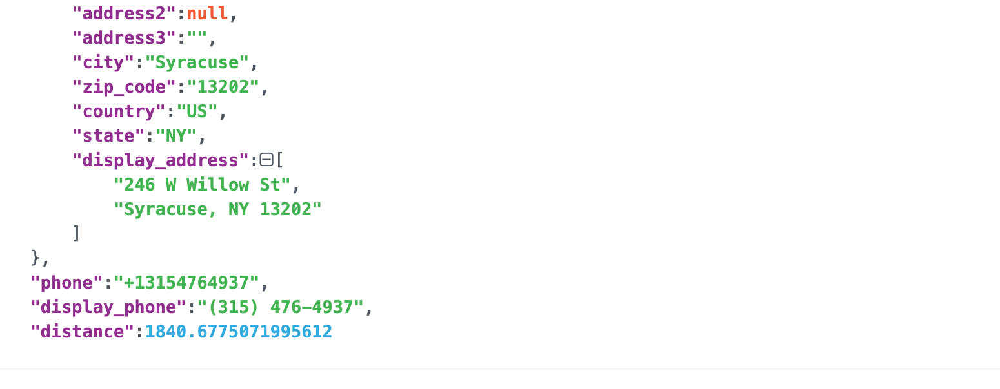 "address2":null,
"address3":"",
"city":"Syracuse",
"zip_code":"13202",
"country":"US",
"state":"NY",
"display_address":[
"246 W Willow St",
"Syracuse, NY 13202"
]
},
"phone":"+13154764937",
"display_phone":"(315) 476-4937",
"distance":1840.6775071995612